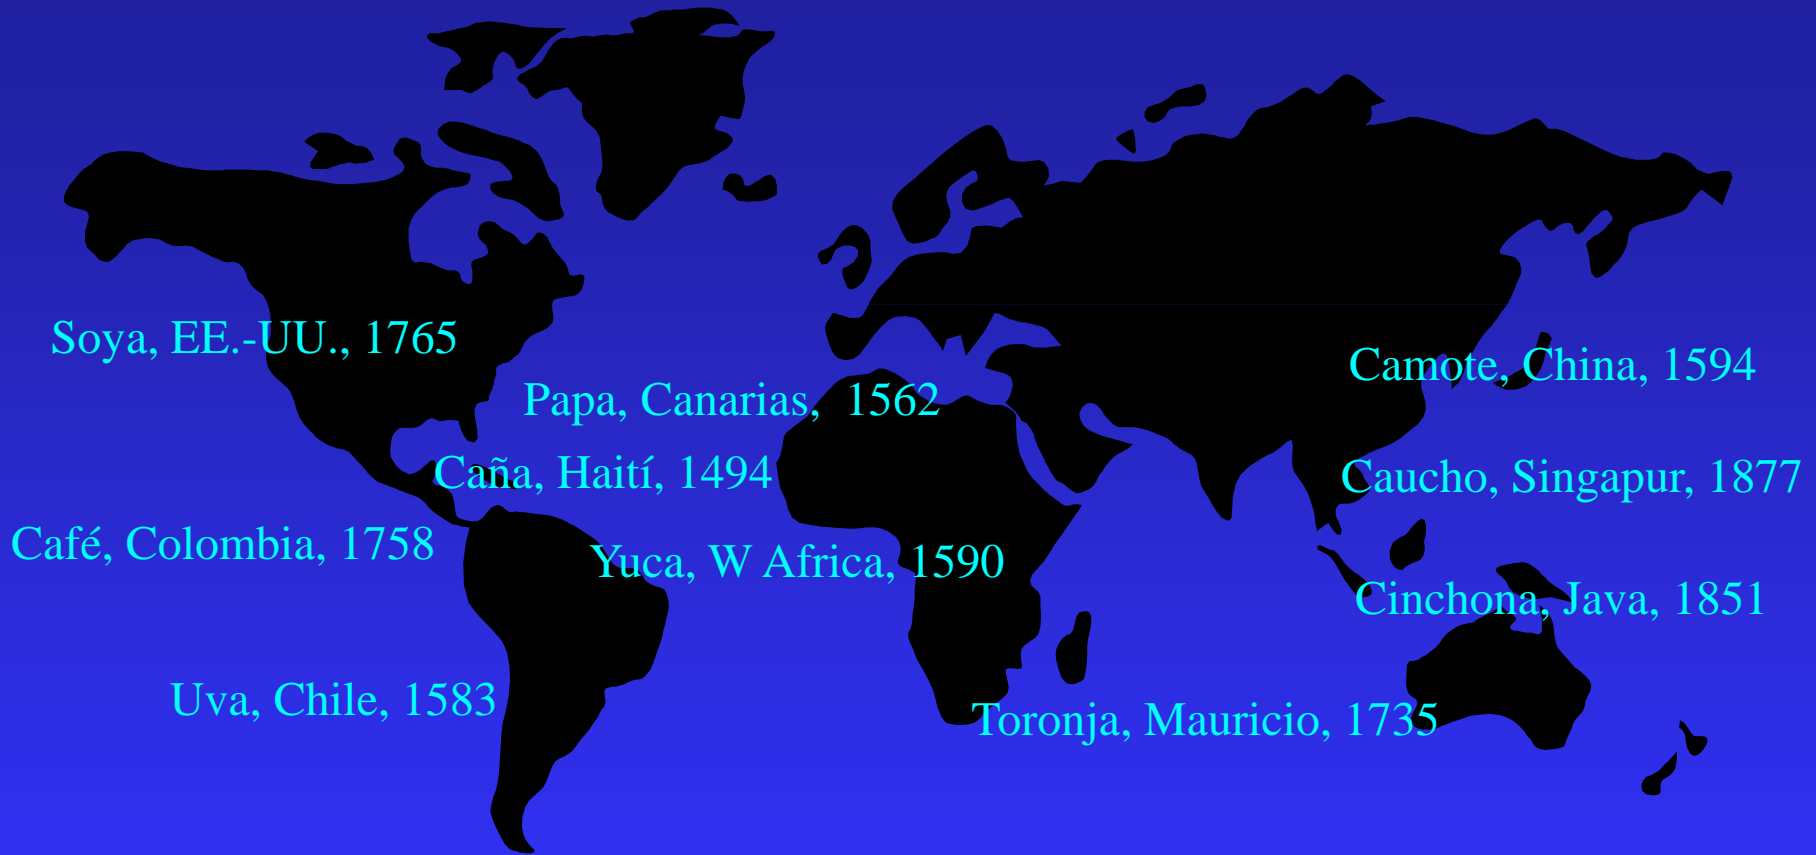 Soya, EE.-UU., 1765
Camote, China, 1594
Papa, Canarias, 1562
Caña, Haití, 1494
Caucho, Singapur, 1877
Café, Colombia, 1758
Yuca, W Africa, 1590
Cinchona, Java, 1851
Uva, Chile, 1583
Toronja, Mauricio, 1735